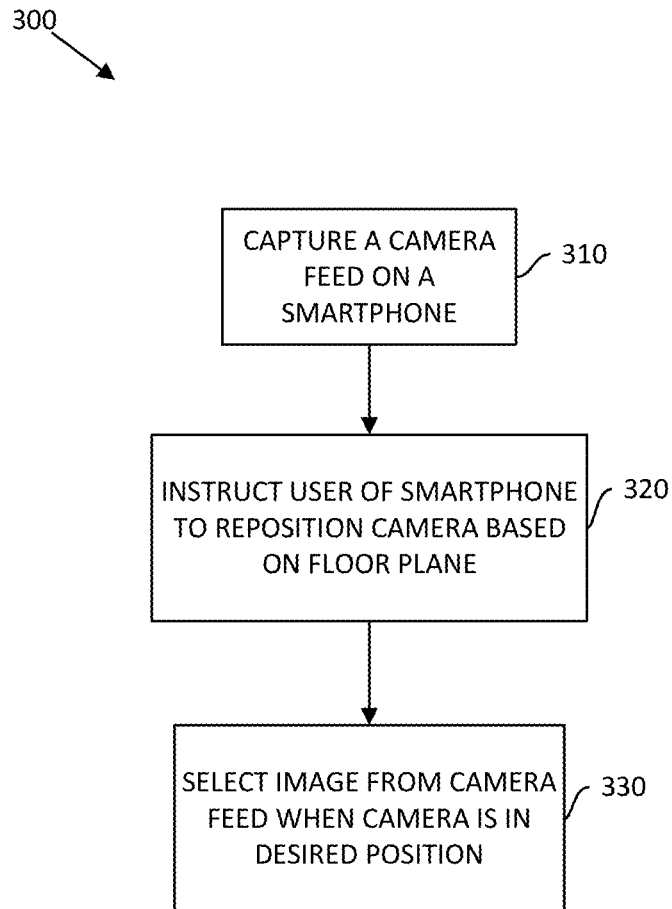 300
CAPTURE A CAMERA
FEED ON A
SMARTPHONE
310
INSTRUCT USER OF SMARTPHONE
TO REPOSITION CAMERA BASED
ON FLOOR PLANE
320
SELECT IMAGE FROM CAMERA
FEED WHEN CAMERA IS IN
DESIRED POSITION
330